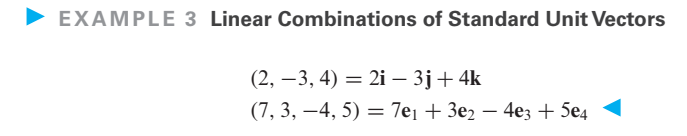 EXAMPLE 3 Linear Combinations of Standard Unit Vectors
(2, −3, 4) = 2i − 3j + 4k
(7, 3, −4, 5) = 7e₁ + 3e₂ − 4e₃ + 5e₄